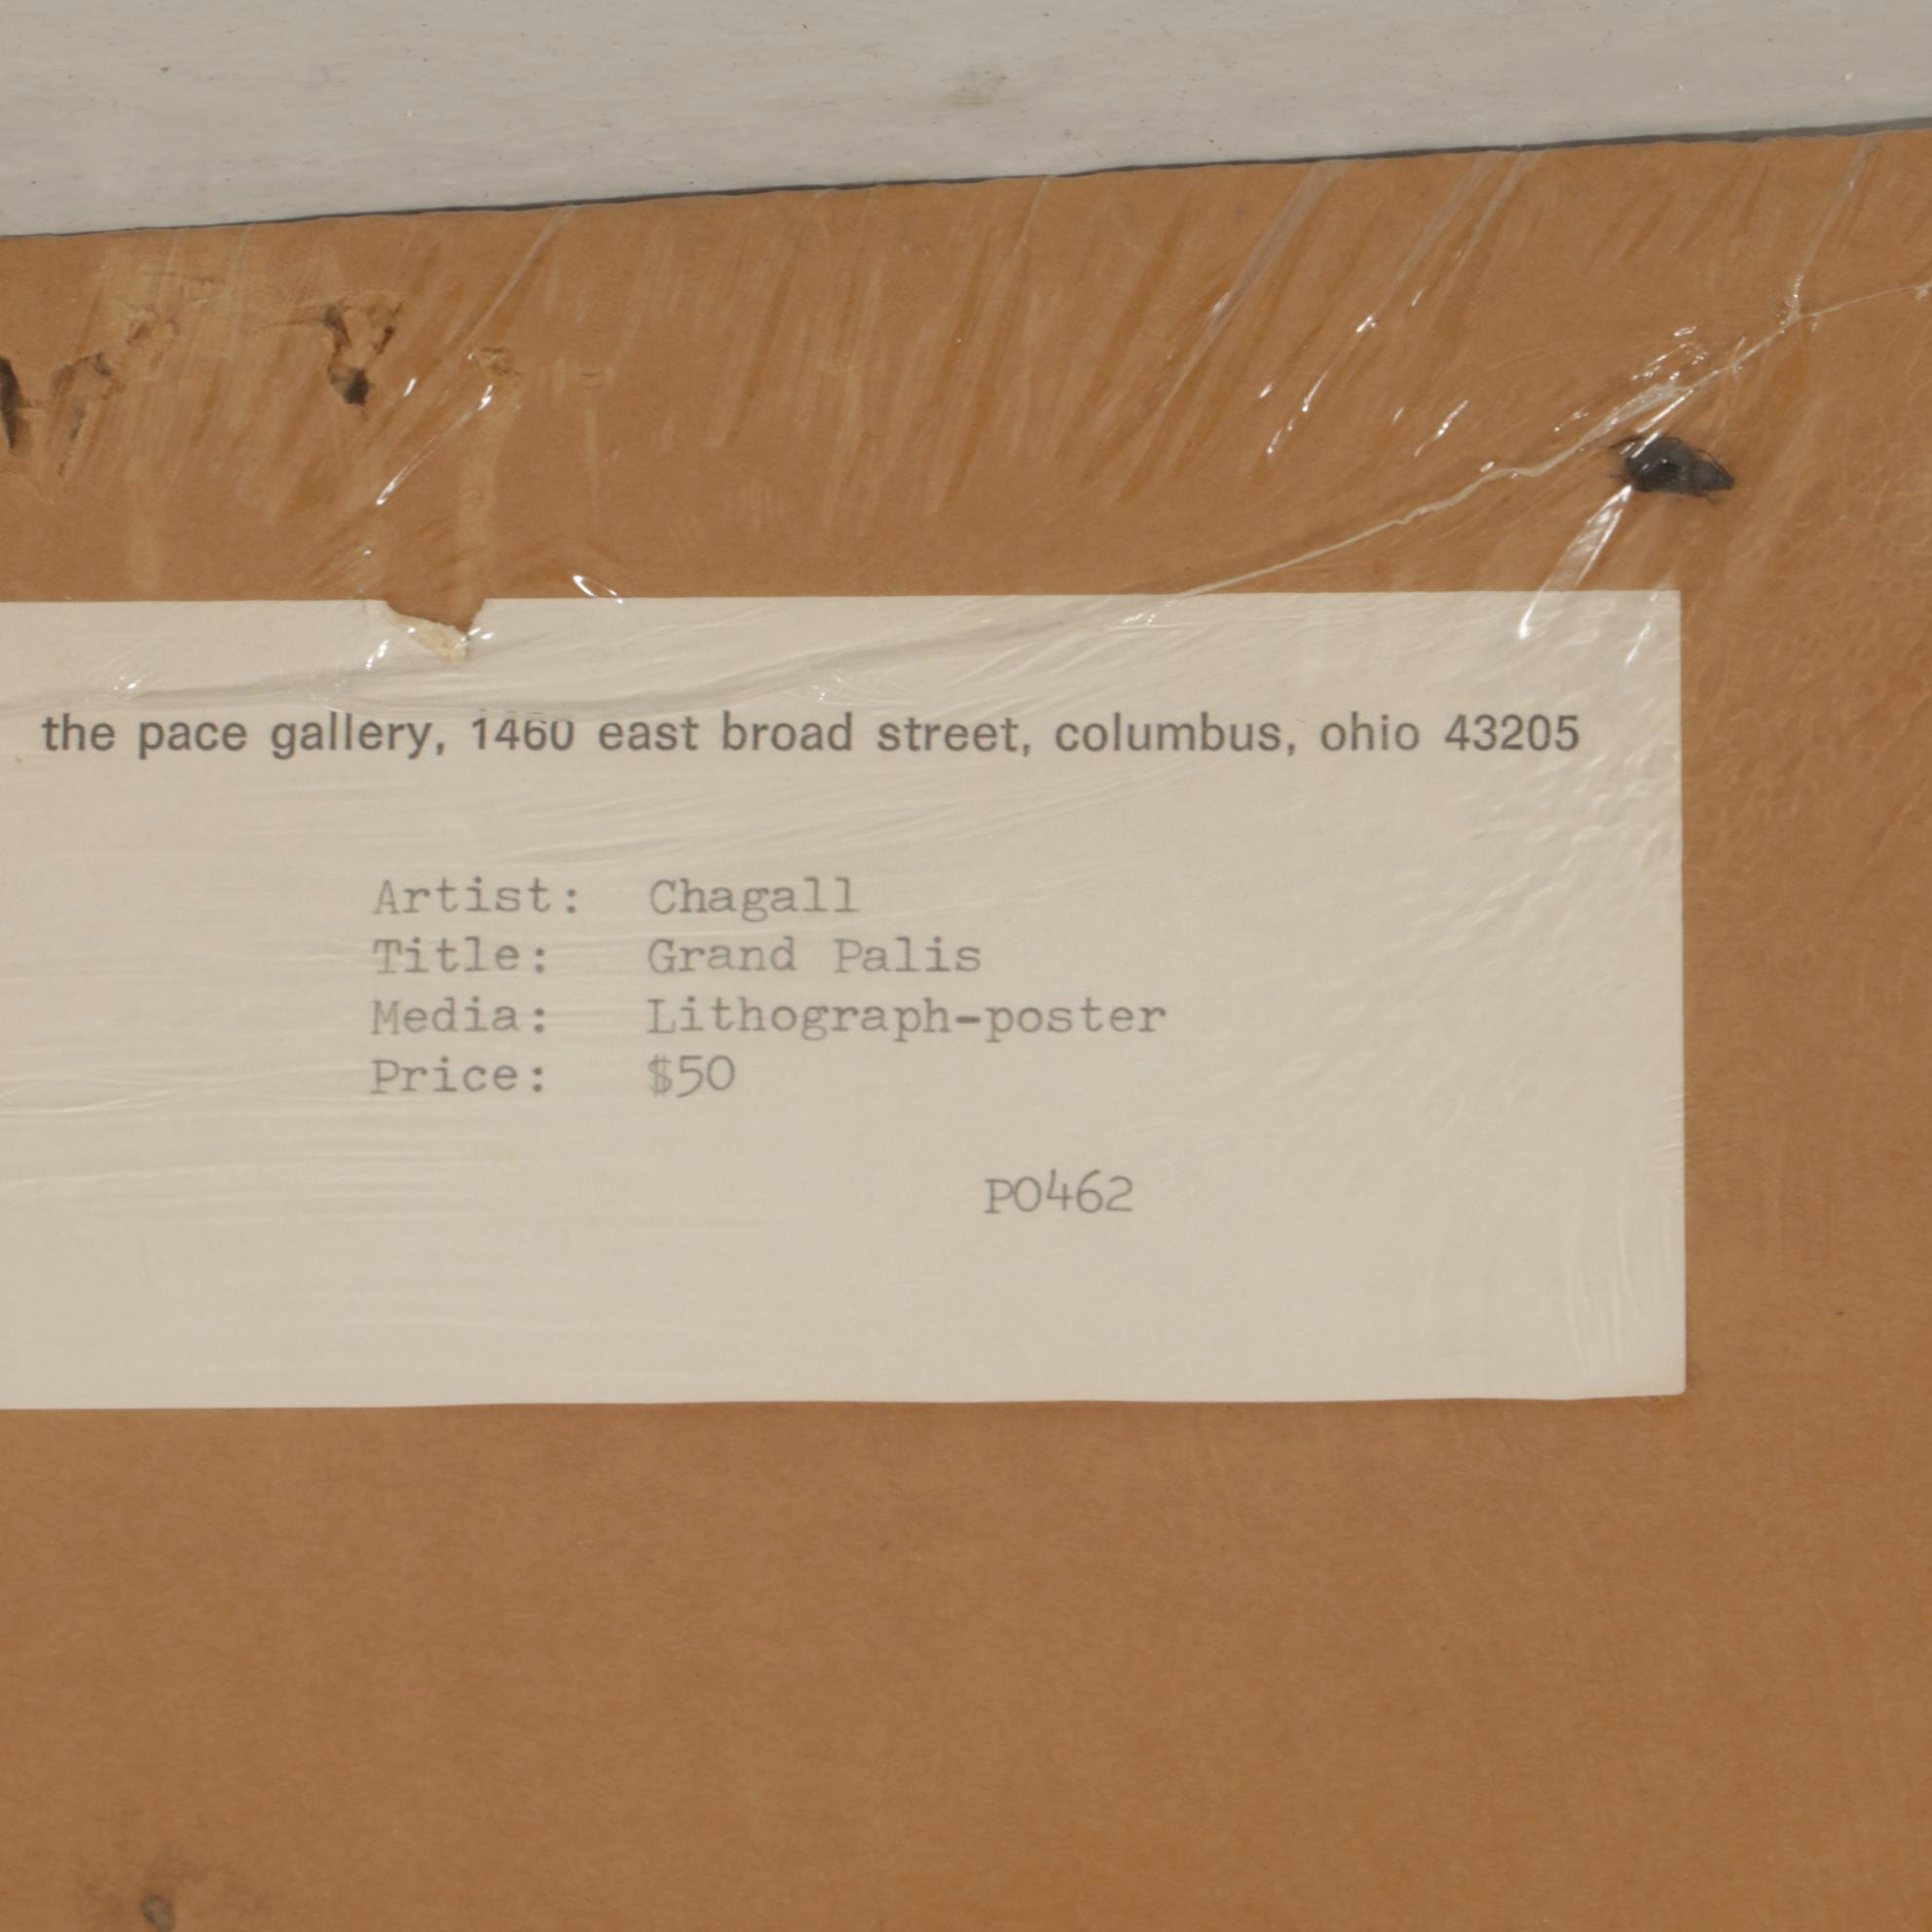 the pace gallery, 1460 east broad street, columbus, ohio 43205
Artist: Chagall
Title: Grand Palis
Media: Lithograph-poster
Price: $50
P0462